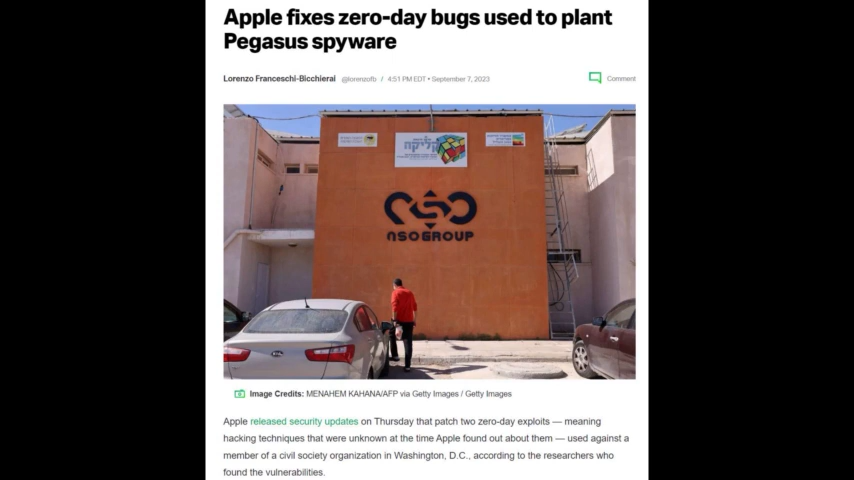 Apple fixes zero-day bugs used to plant
Pegasus spyware
Lorenzo Franceschi-Bicchierai @lorenzofb / 4:51 PM EDT • September 7, 2023
Comment
קליקה
NSO GROUP
Image Credits: MENAHEM KAHANA/AFP via Getty Images / Getty Images
Apple released security updates on Thursday that patch two zero-day exploits — meaning
hacking techniques that were unknown at the time Apple found out about them — used against a
member of a civil society organization in Washington, D.C., according to the researchers who
found the vulnerabilities.